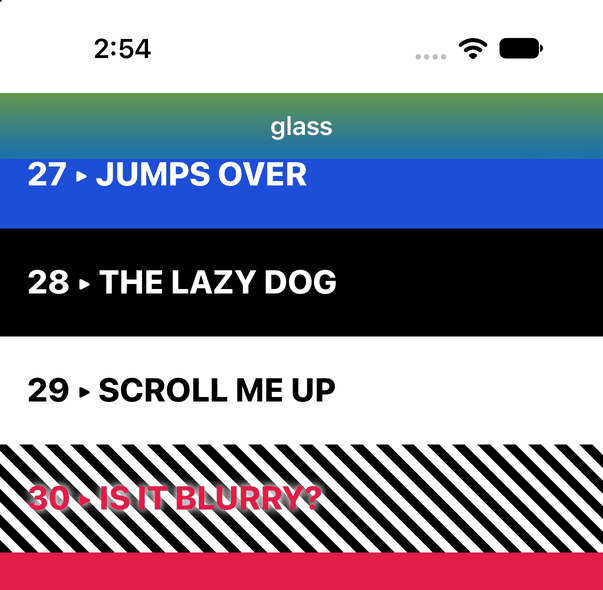 2:54
glass
27 ▸ JUMPS OVER
28 ▸ THE LAZY DOG
29 ▸ SCROLL ME UP
30 ▸ IS IT BLURRY?